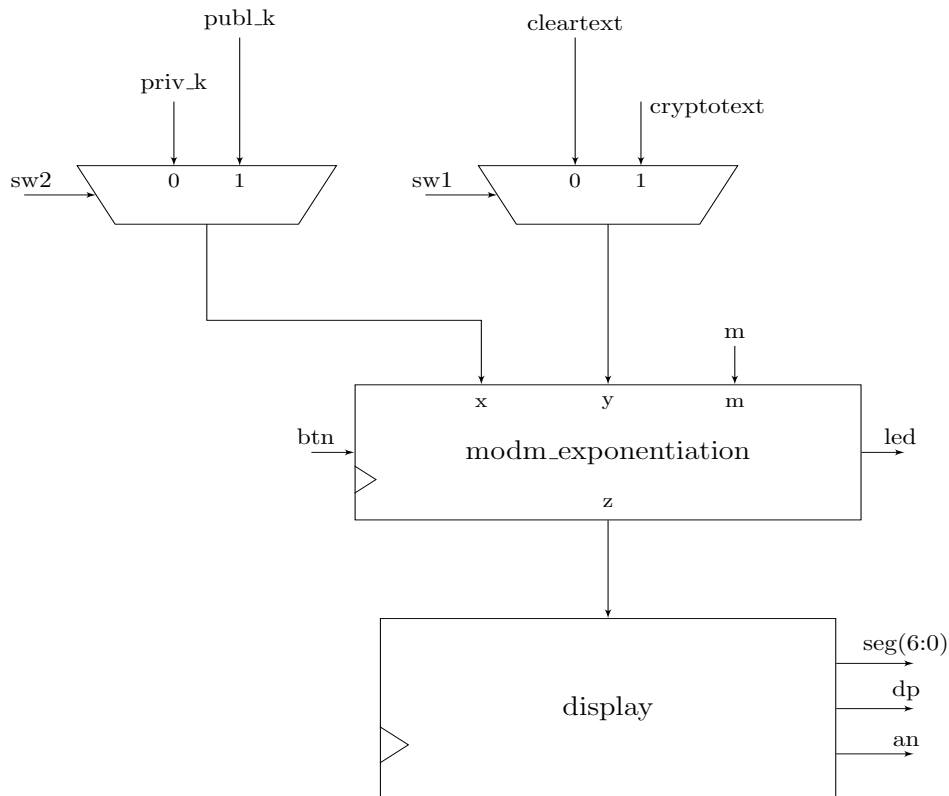 publ_k
cleartext
priv_k
cryptotext
sw2
0
1
sw1
0
1
m
x
y
m
btn
modm_exponentiation
led
z
seg(6:0)
display
dp
an